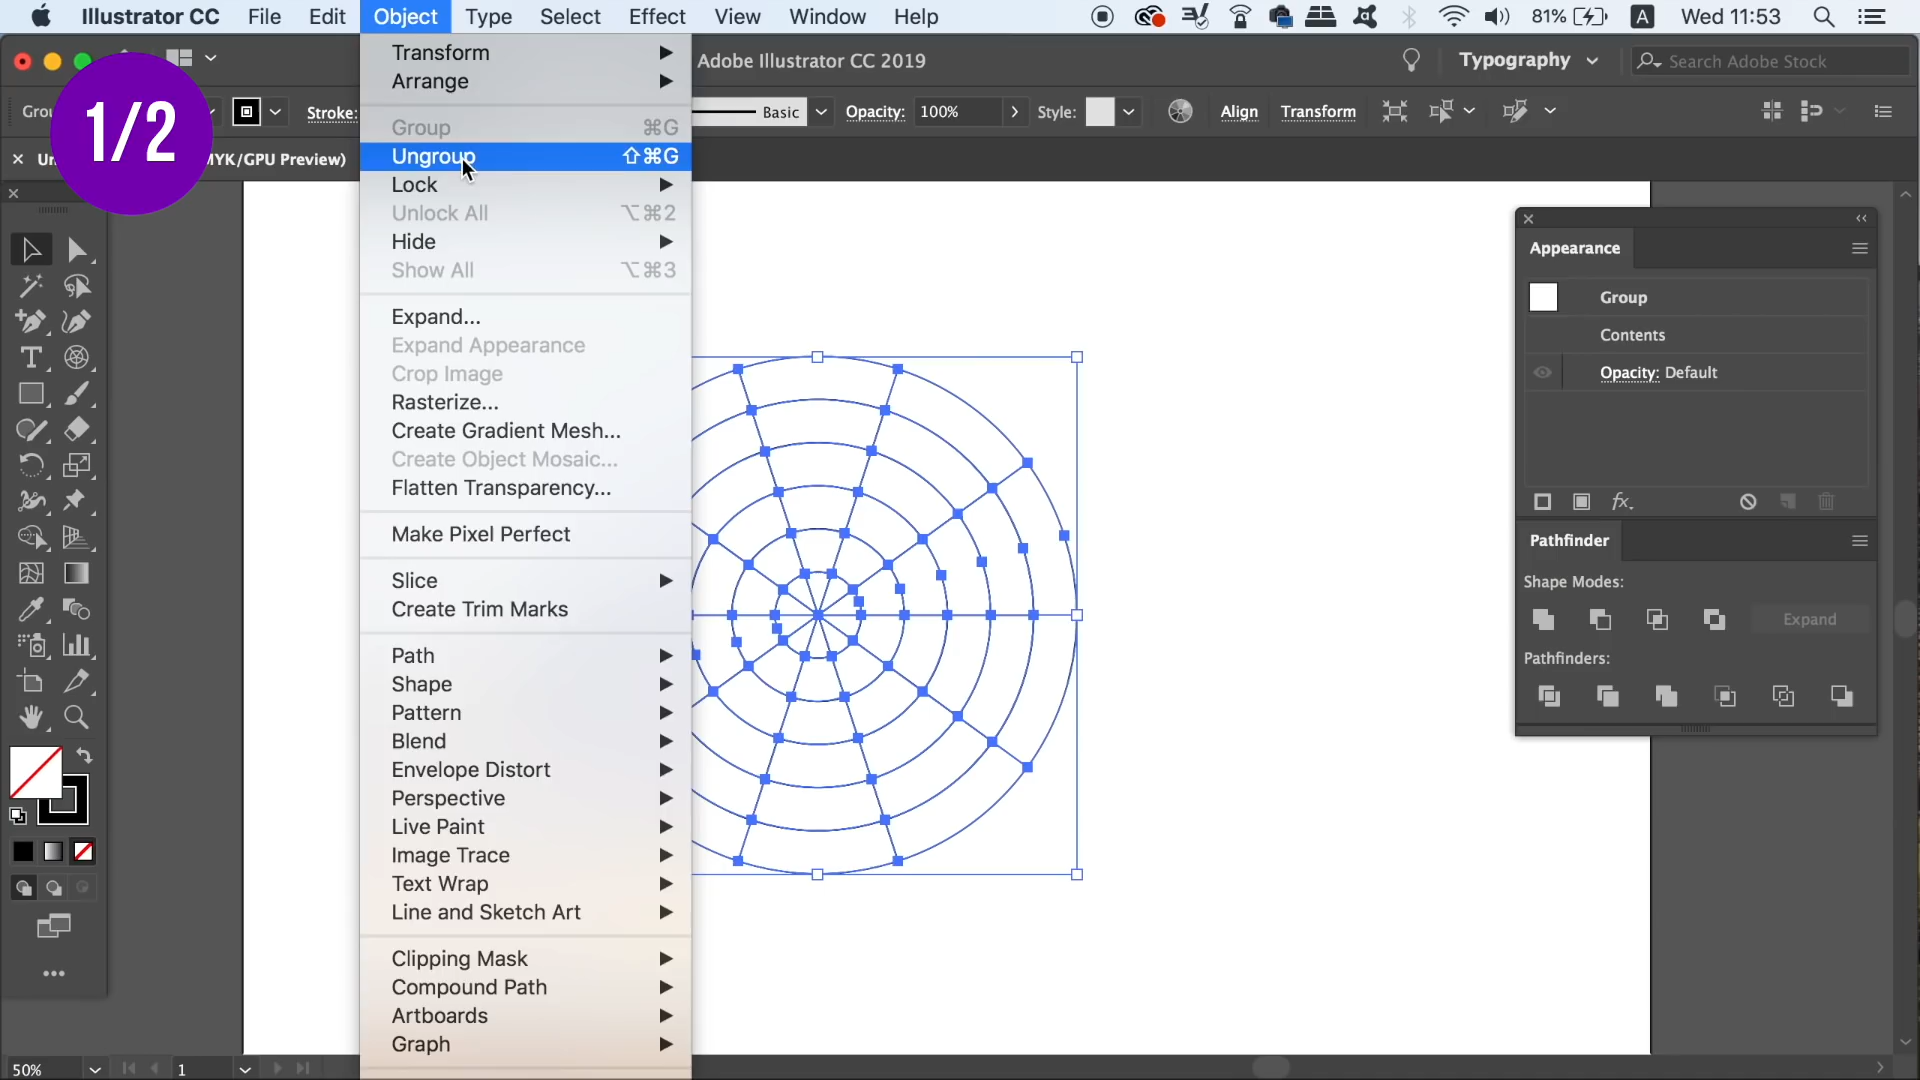 Illustrator CC File Edit Object Type Select Effect View Window Help 81% A Wed 11:53
Adobe Illustrator CC 2019 Typography Search Adobe Stock
1/2
Stroke: Basic Opacity: 100% Style: Align Transform
MYK/GPU Preview)
Transform
Arrange
Group ⌘G
Ungroup ⇧⌘G
Lock
Unlock All ⌥⌘2
Hide
Show All ⌥⌘3
Expand...
Expand Appearance
Crop Image
Rasterize...
Create Gradient Mesh...
Create Object Mosaic...
Flatten Transparency...
Make Pixel Perfect
Slice
Create Trim Marks
Path
Shape
Pattern
Blend
Envelope Distort
Perspective
Live Paint
Image Trace
Text Wrap
Line and Sketch Art
Clipping Mask
Compound Path
Artboards
Graph
Appearance
Group
Contents
Opacity: Default
fx
Pathfinder
Shape Modes:
Expand
Pathfinders:
50% 1